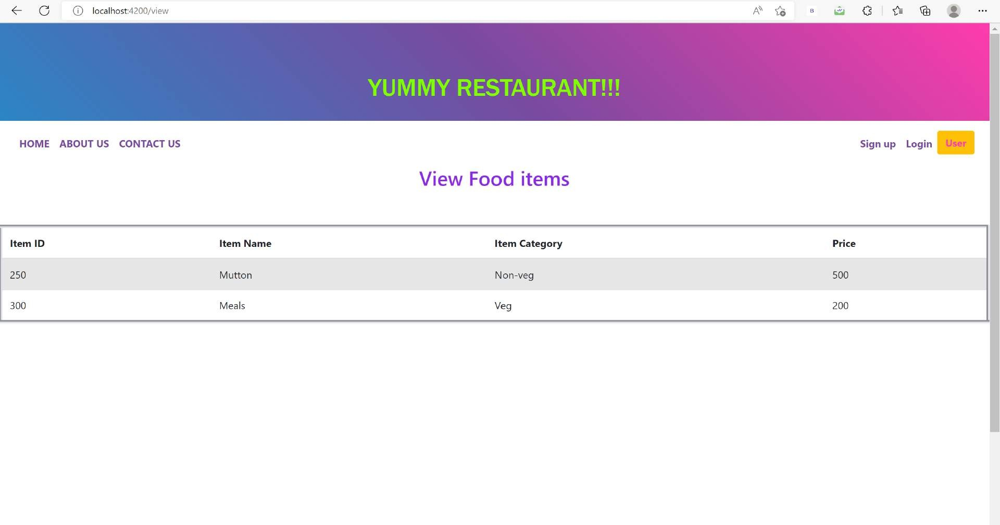 localhost:4200/view
B
YUMMY RESTAURANT!!!
HOME ABOUT US CONTACT US Sign up Login User
View Food items
Item ID Item Name Item Category Price
250 Mutton Non-veg 500
300 Meals Veg 200